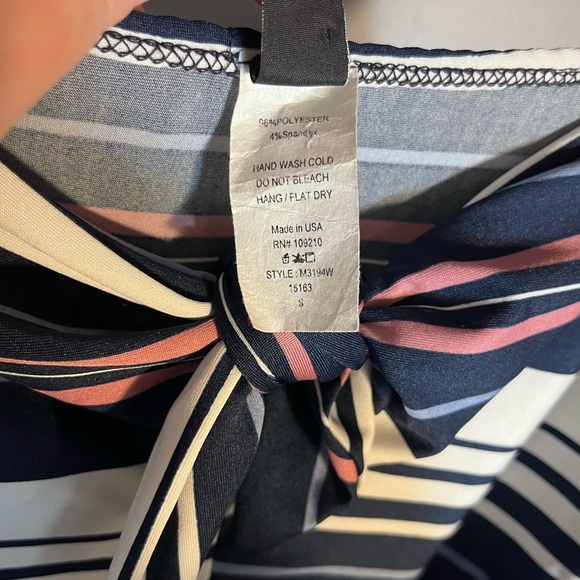 96%POLYESTER
4%Spandex
HAND WASH COLD
DO NOT BLEACH
HANG / FLAT DRY
Made in USA
RN# 109210
STYLE : M3194W
15163
S